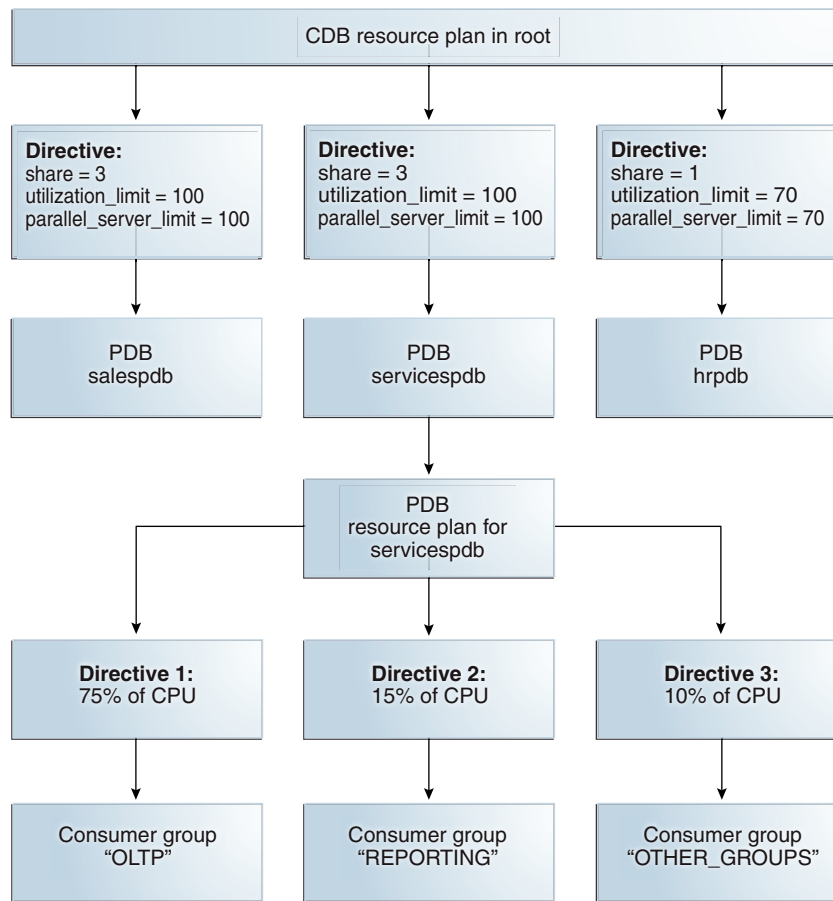 CDB resource plan in root
Directive:
share = 3
utilization_limit = 100
parallel_server_limit = 100
Directive:
share = 3
utilization_limit = 100
parallel_server_limit = 100
Directive:
share = 1
utilization_limit = 70
parallel_server_limit = 70
PDB
salespdb
PDB
servicespdb
PDB
hrpdb
PDB
resource plan for
servicespdb
Directive 1:
75% of CPU
Directive 2:
15% of CPU
Directive 3:
10% of CPU
Consumer group
“OLTP”
Consumer group
“REPORTING”
Consumer group
“OTHER_GROUPS”